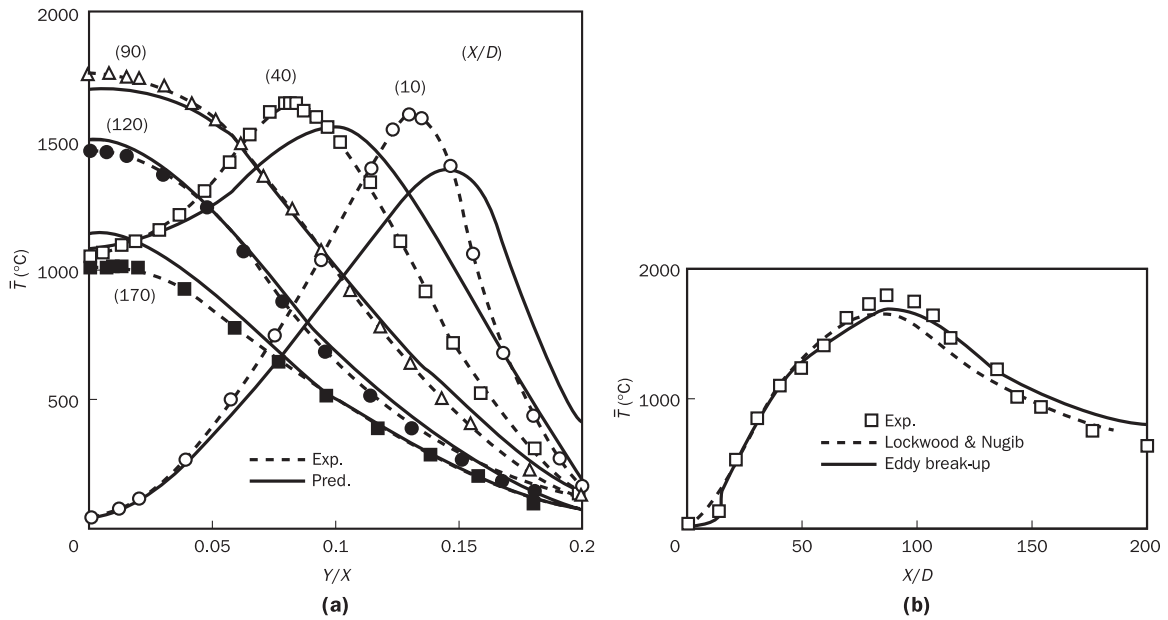 2000
1500
1000
500
0
T̄ (°C)
(90)
(120)
(40)
(170)
(10)
(X/D)
Exp.
Pred.
0.05
0.1
0.15
0.2
Y/X
(a)
2000
1000
0
T̄ (°C)
Exp.
Lockwood & Nugib
Eddy break-up
50
100
150
200
X/D
(b)